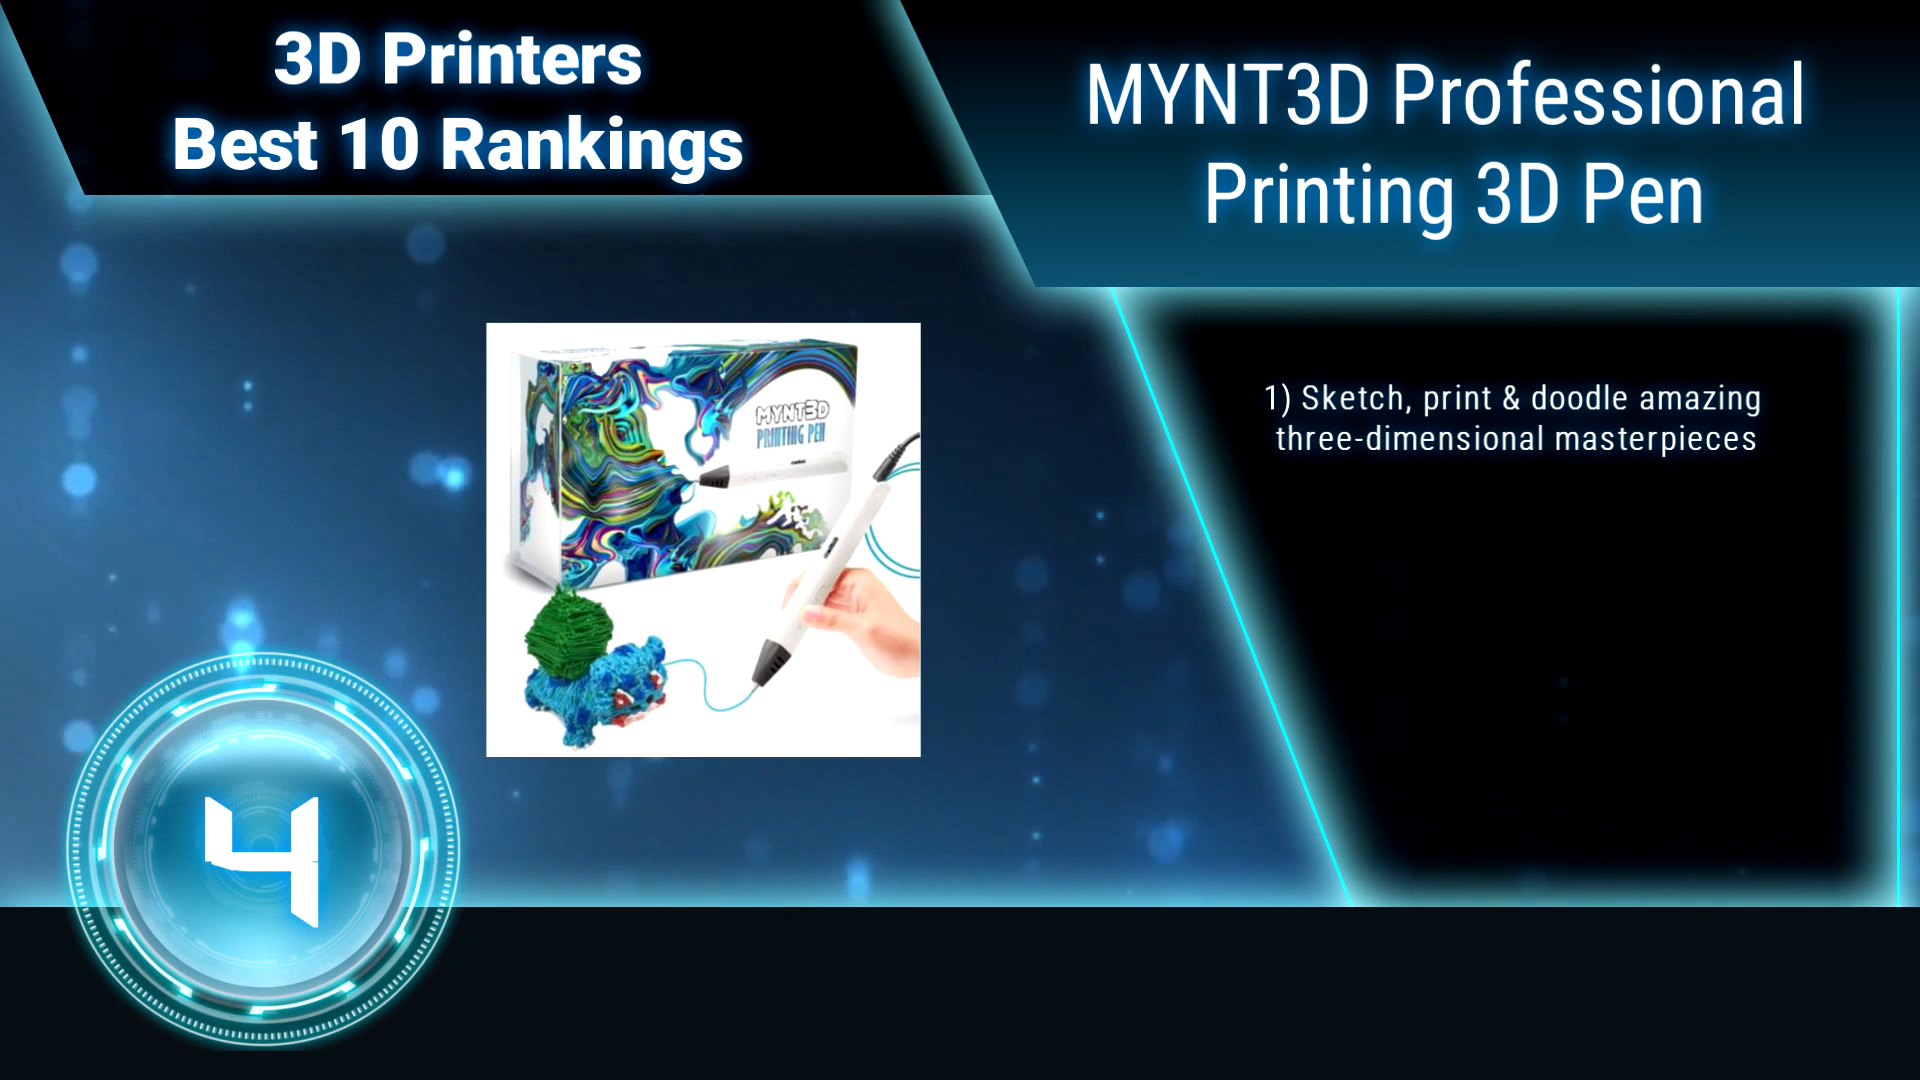 3D Printers
Best 10 Rankings
MYNT3D Professional
Printing 3D Pen
MYNT3D
PRINTING PEN
1) Sketch, print & doodle amazing
three-dimensional masterpieces
4